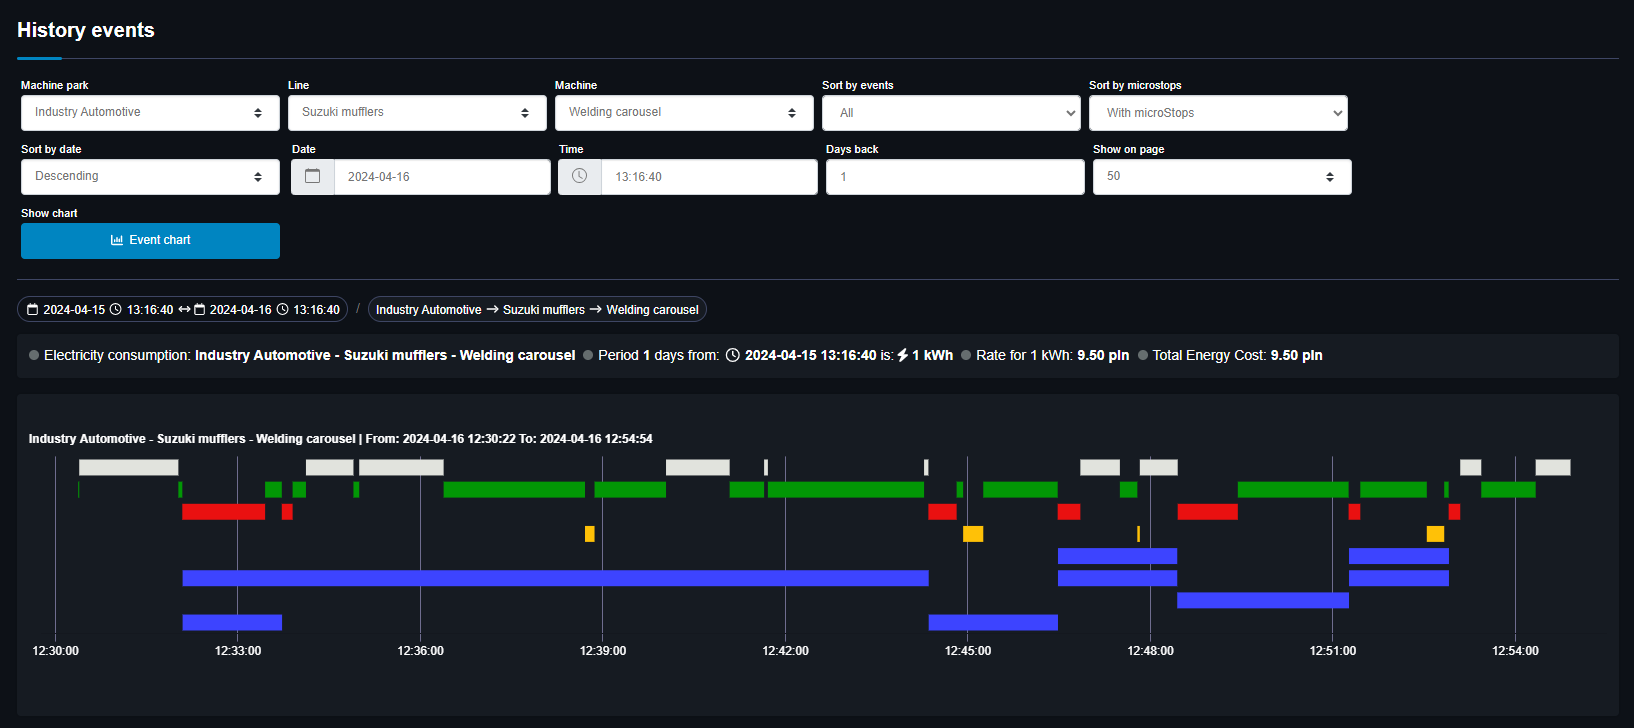 History events
Machine park Line Machine Sort by events Sort by microstops
Industry Automotive Suzuki mufflers Welding carousel All With microStops
Sort by date Date Time Days back Show on page
Descending 2024-04-16 13:16:40 1 50
Show chart
Event chart
2024-04-15 13:16:40 ↔ 2024-04-16 13:16:40 / Industry Automotive → Suzuki mufflers → Welding carousel
Electricity consumption: Industry Automotive - Suzuki mufflers - Welding carousel Period 1 days from: 2024-04-15 13:16:40 is: 1 kWh Rate for 1 kWh: 9.50 pln Total Energy Cost: 9.50 pln
Industry Automotive - Suzuki mufflers - Welding carousel | From: 2024-04-16 12:30:22 To: 2024-04-16 12:54:54
12:30:00 12:33:00 12:36:00 12:39:00 12:42:00 12:45:00 12:48:00 12:51:00 12:54:00